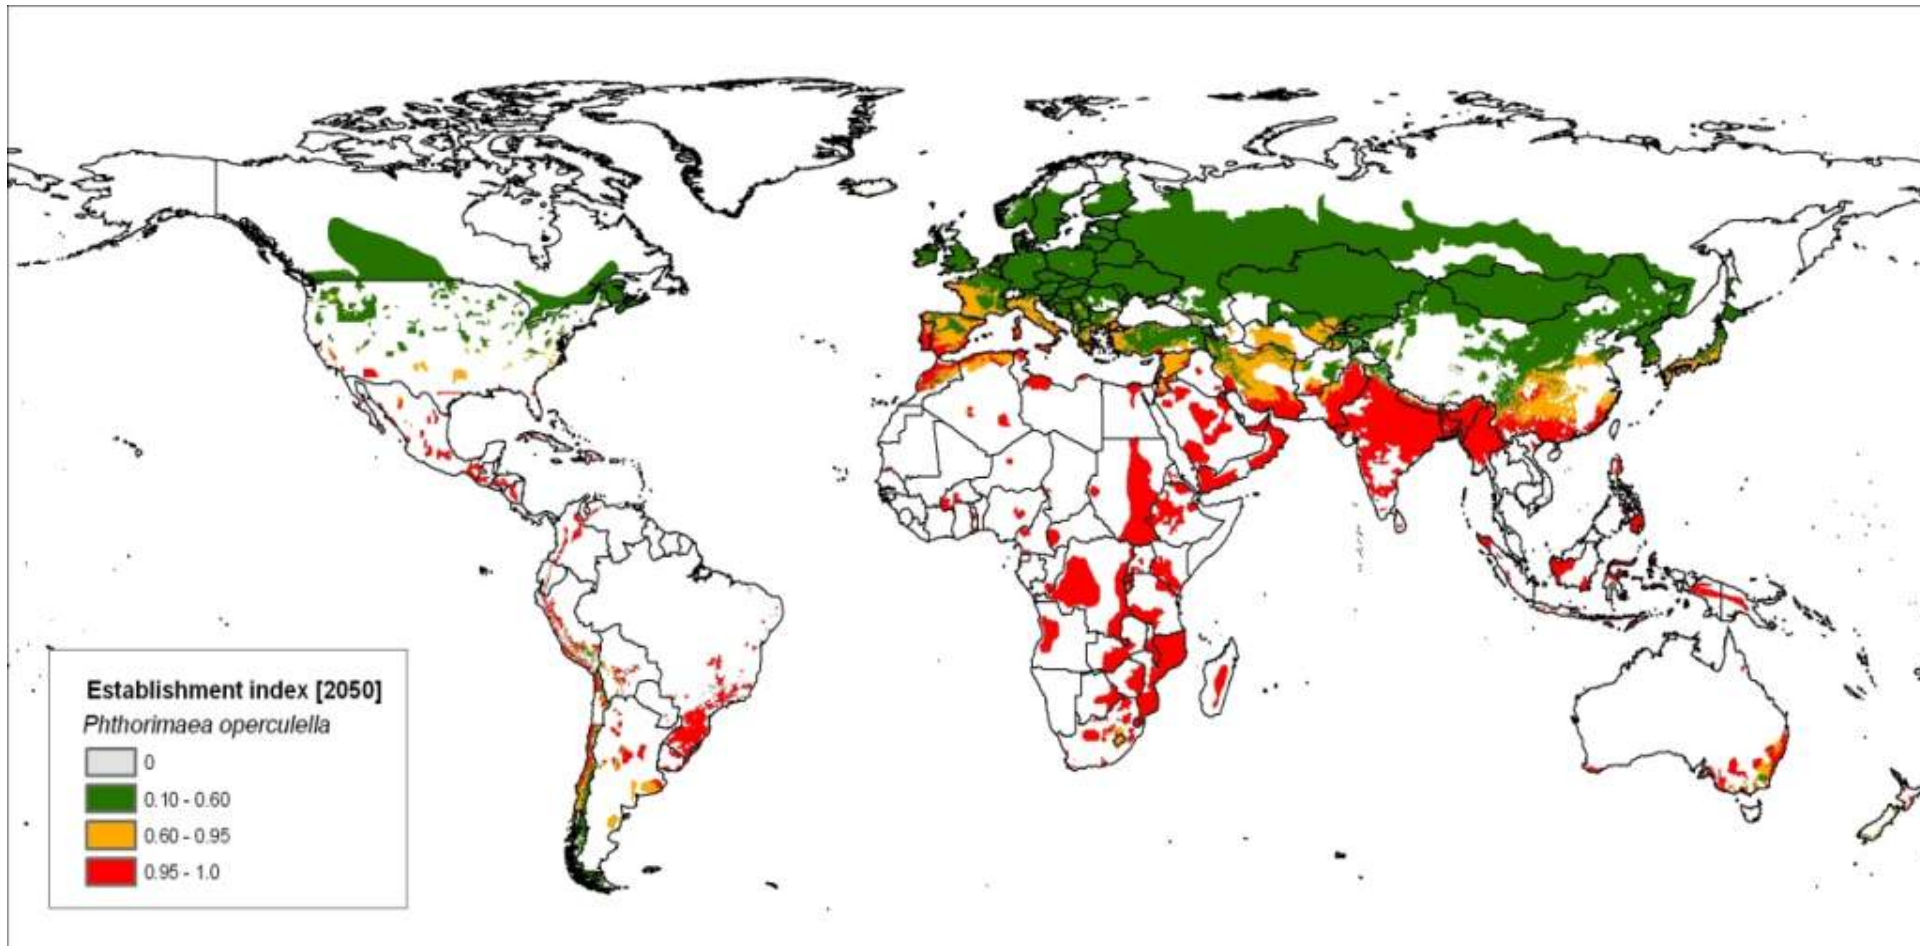 Establishment index [2050]
Phthorimaea operculella
0
0.10 - 0.60
0.60 - 0.95
0.95 - 1.0